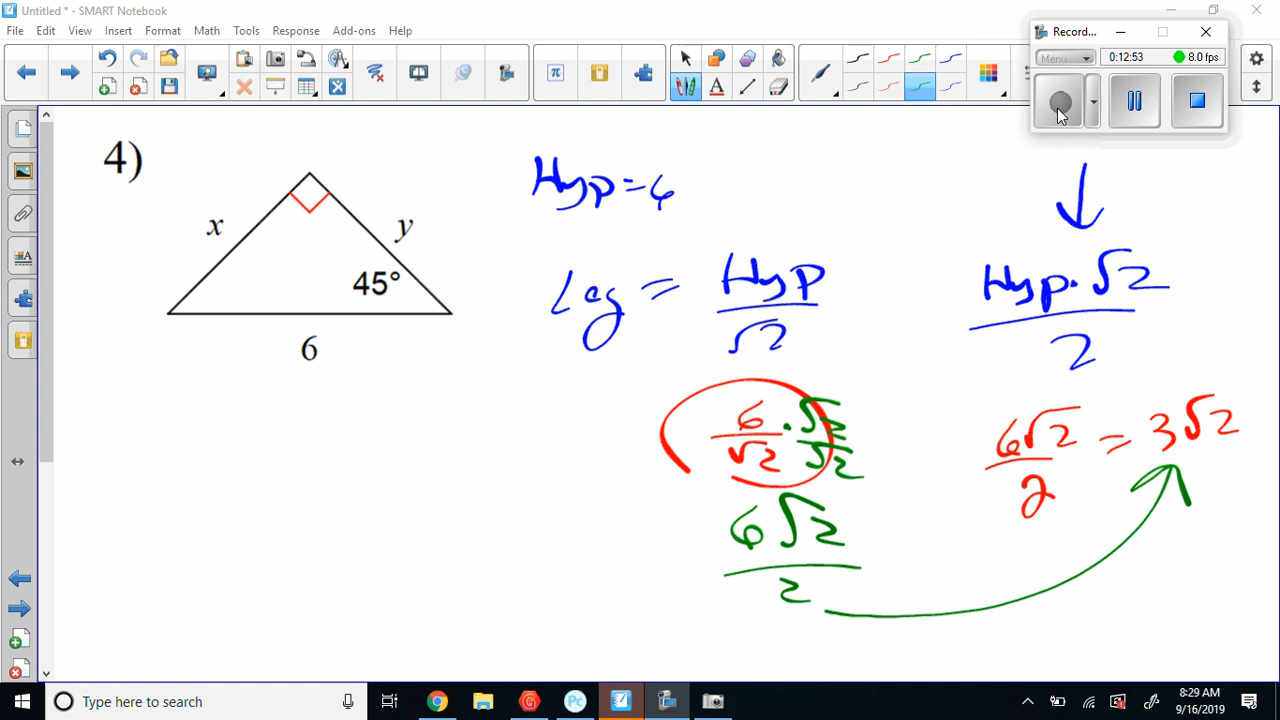 Untitled * - SMART Notebook
File Edit View Insert Format Math Tools Response Add-ons Help
Record...
Menu 0:12:53 8.0 fps
4)
x
y
45°
6
Hyp = 6
Leg = Hyp / √2
Hyp · √2 / 2
6 / √2 · √2 / √2
6√2 / 2 = 3√2
6√2 / 2
Type here to search
8:29 AM
9/16/2019